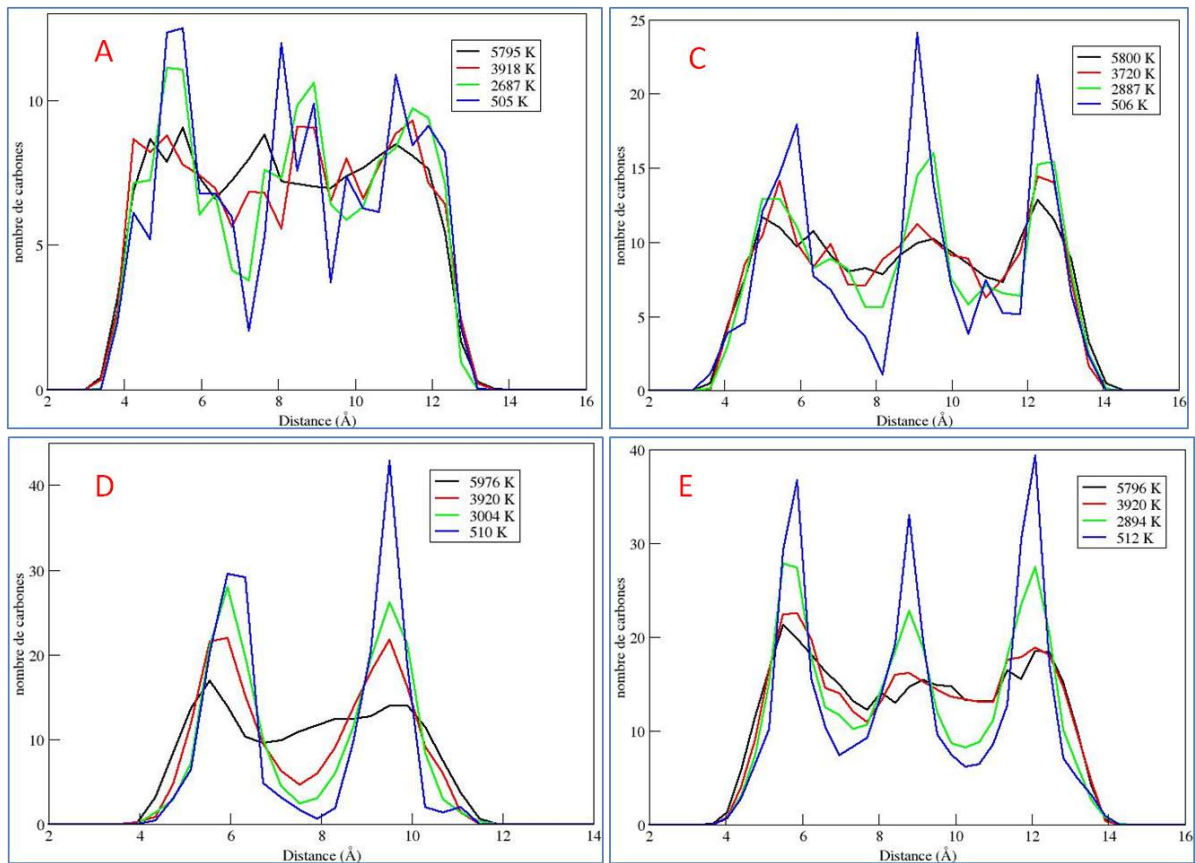 A
5795 K
3918 K
2687 K
505 K
nombre de carbones
10
5
0
2 4 6 8 10 12 14 16
Distance (Å)
C
5800 K
3720 K
2887 K
506 K
nombre de carbones
25
20
15
10
5
0
2 4 6 8 10 12 14 16
Distance (Å)
D
5976 K
3920 K
3004 K
510 K
nombre de carbones
40
30
20
10
0
2 4 6 8 10 12 14
Distance (Å)
E
5796 K
3920 K
2894 K
512 K
nombre de carbones
40
30
20
10
0
2 4 6 8 10 12 14 16
Distance (Å)